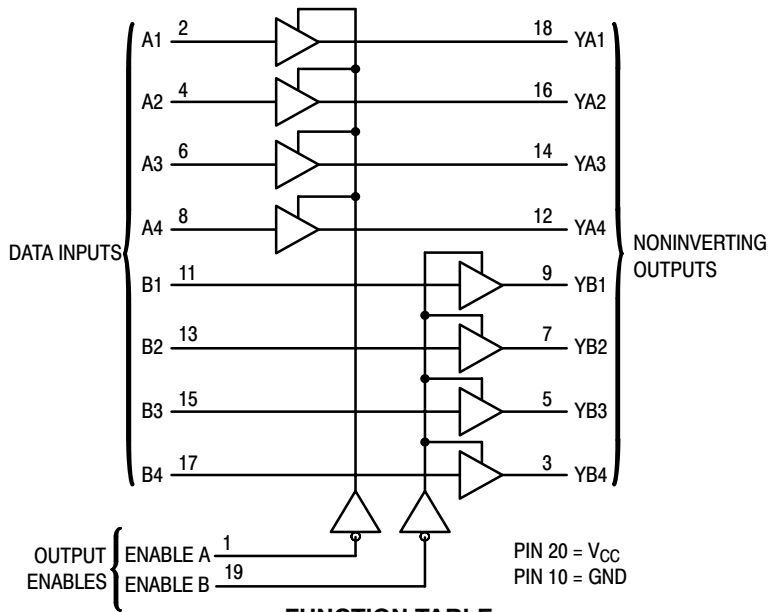 A1 2 18 YA1
A2 4 16 YA2
A3 6 14 YA3
A4 8 12 YA4
DATA INPUTS
NONINVERTING
OUTPUTS
B1 11 9 YB1
B2 13 7 YB2
B3 15 5 YB3
B4 17 3 YB4
OUTPUT
ENABLES
ENABLE A 1
ENABLE B 19
PIN 20 = VCC
PIN 10 = GND
FUNCTION TABLE